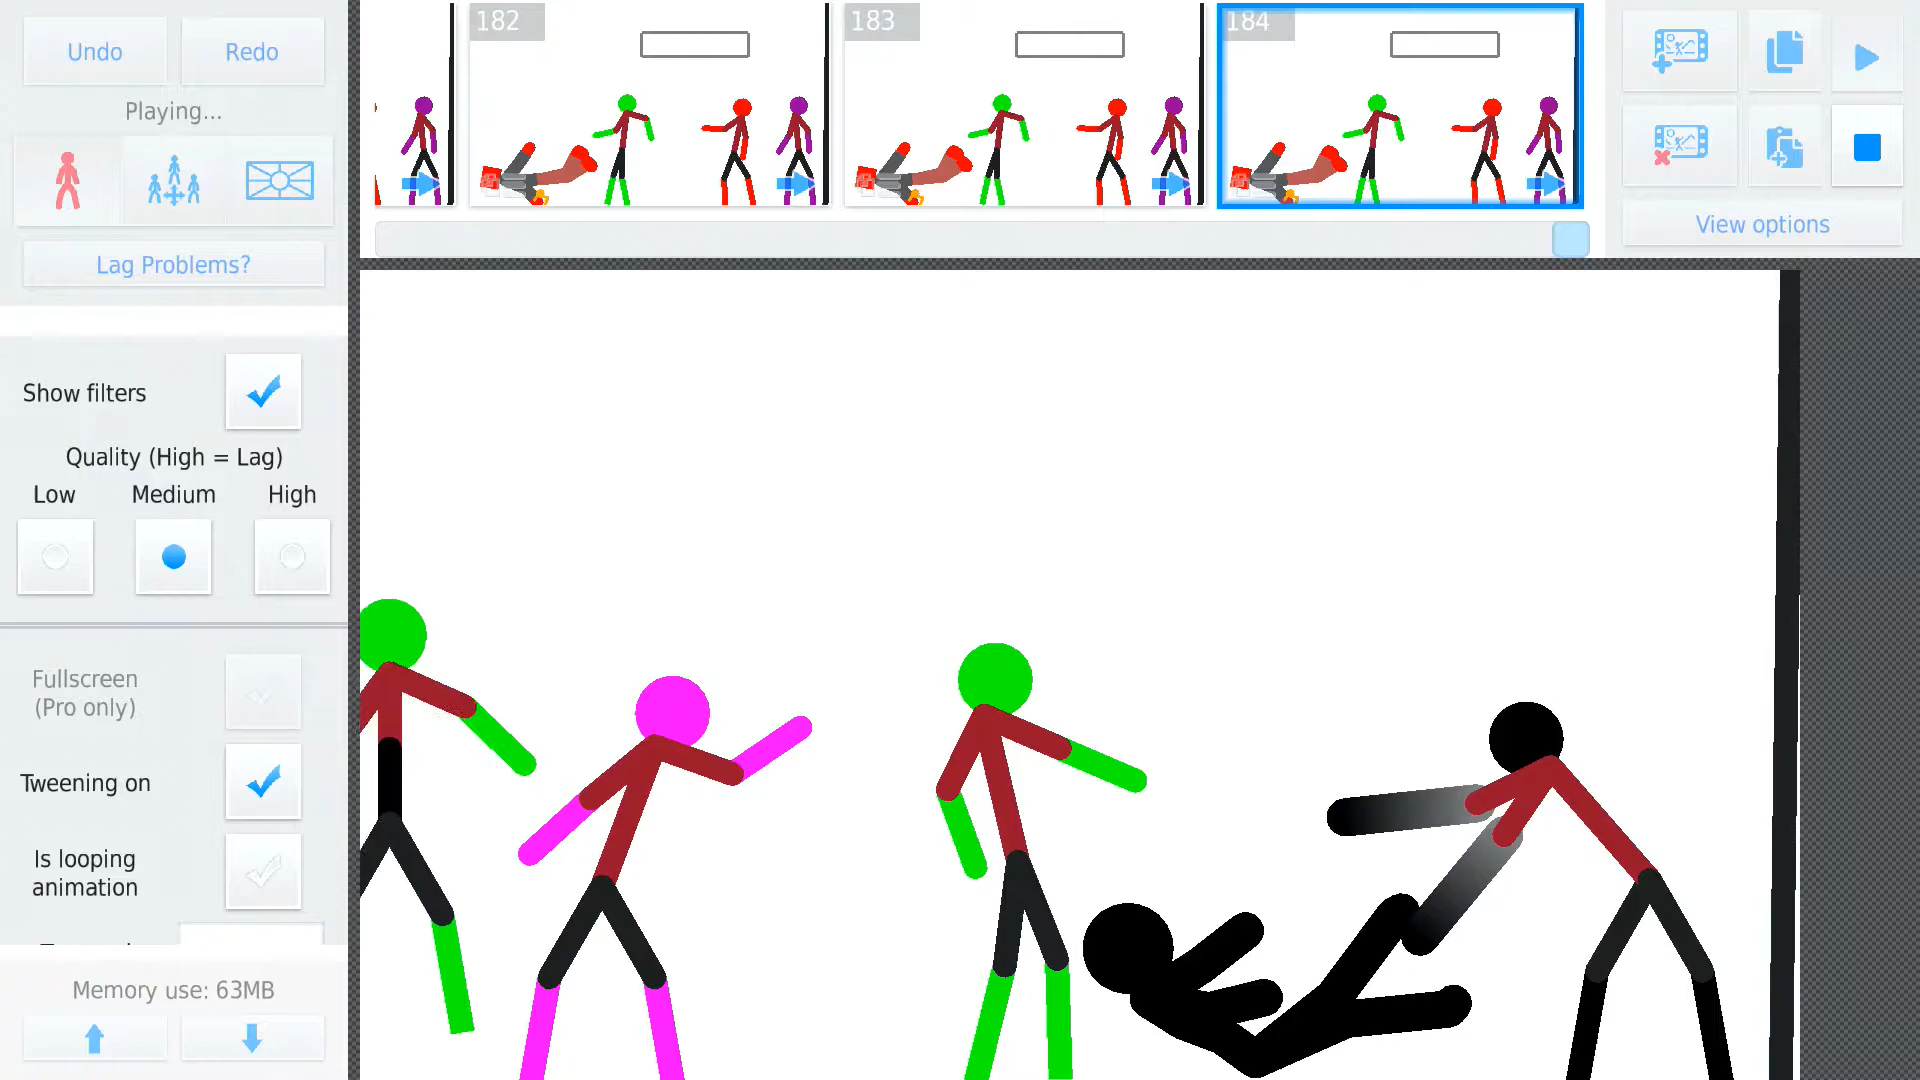 Undo
Redo
Playing...
Lag Problems?
182
183
184
View options
Show filters
Quality (High = Lag)
Low
Medium
High
Fullscreen
(Pro only)
Tweening on
Is looping
animation
Memory use: 63MB